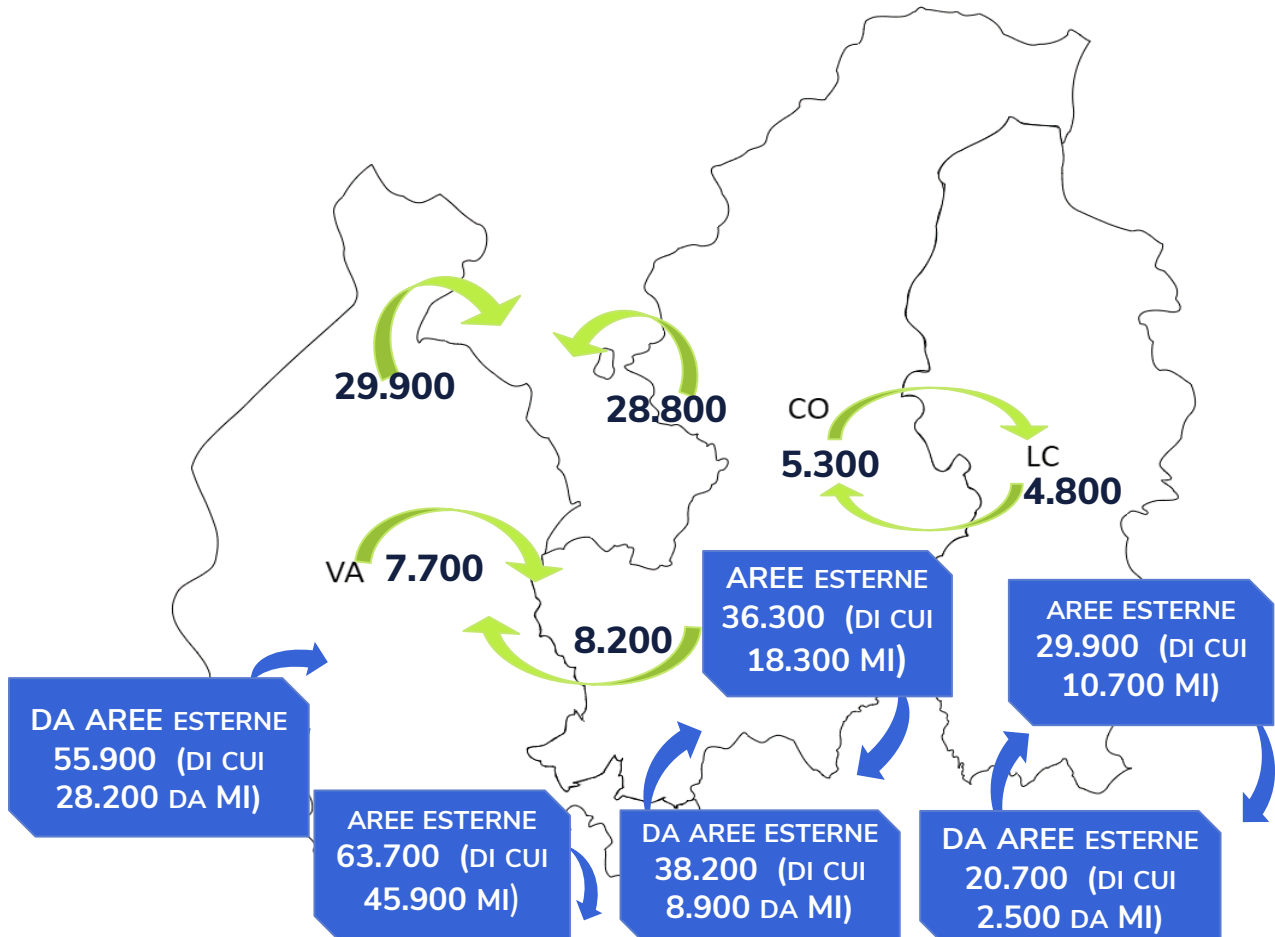 29.900
28.800
CO
5.300
LC
4.800
VA
7.700
8.200
AREE ESTERNE
36.300 (DI CUI
18.300 MI)
AREE ESTERNE
29.900 (DI CUI
10.700 MI)
DA AREE ESTERNE
55.900 (DI CUI
28.200 DA MI)
AREE ESTERNE
63.700 (DI CUI
45.900 MI)
DA AREE ESTERNE
38.200 (DI CUI
8.900 DA MI)
DA AREE ESTERNE
20.700 (DI CUI
2.500 DA MI)